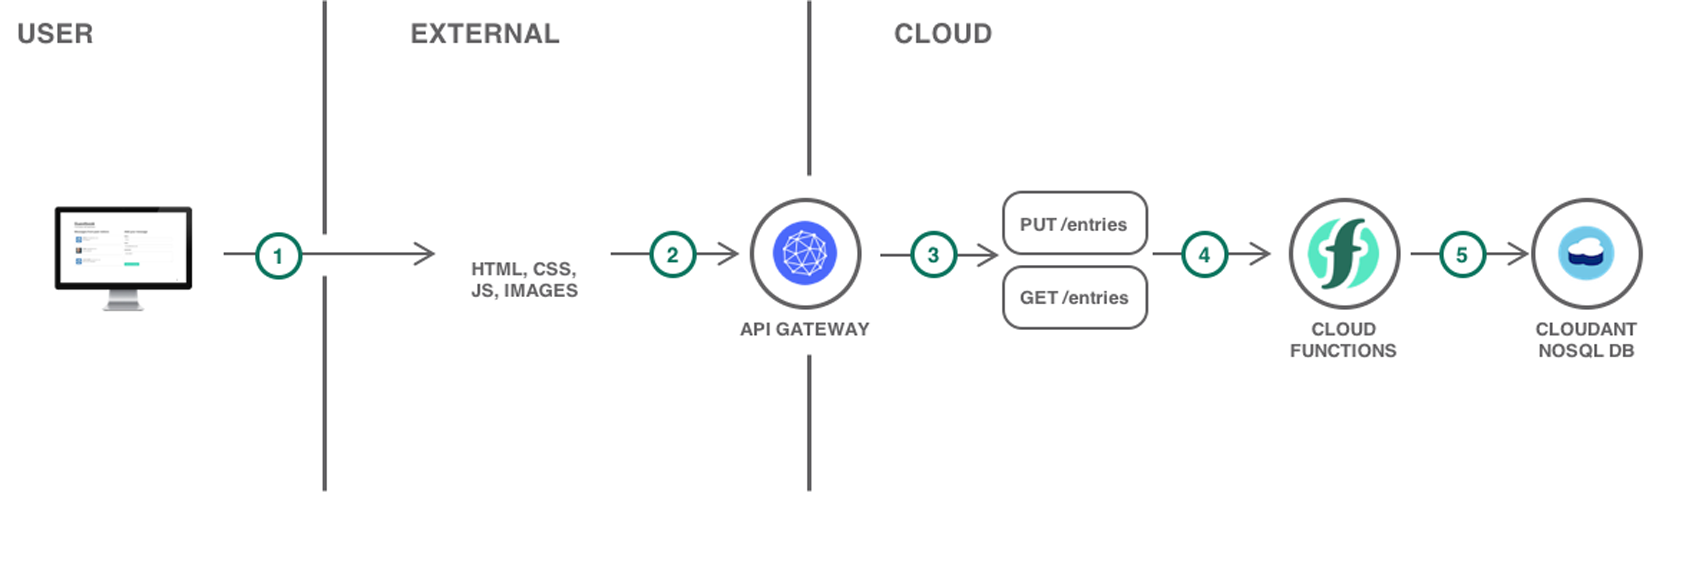 USER
EXTERNAL
CLOUD
1
HTML, CSS,
JS, IMAGES
2
API GATEWAY
3
PUT /entries
GET /entries
4
CLOUD
FUNCTIONS
5
CLOUDANT
NOSQL DB